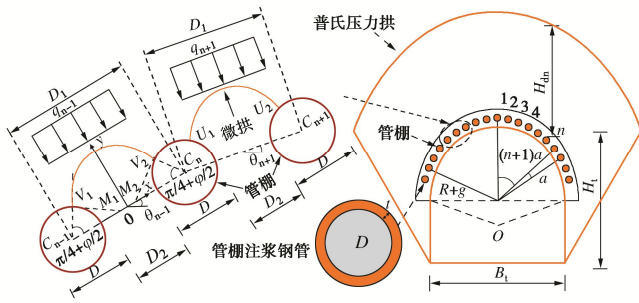 D₁
qₙ₊₁
D₁
qₙ₋₁
y
U₁
微拱
U₂
Cₙ₊₁
θₙ₊₁
管棚
D
D₂
D
V₁
V₂
M₁
M₂
x
0
θₙ₋₁
Cₙ
π/4+φ/2
Cₙ₋₁
π/4+φ/2
D
D₂
普氏压力拱
H_dn
管棚
1234
n
(n+1)a
a
R+g
O
Hₜ
Bₜ
t
D
管棚注浆钢管